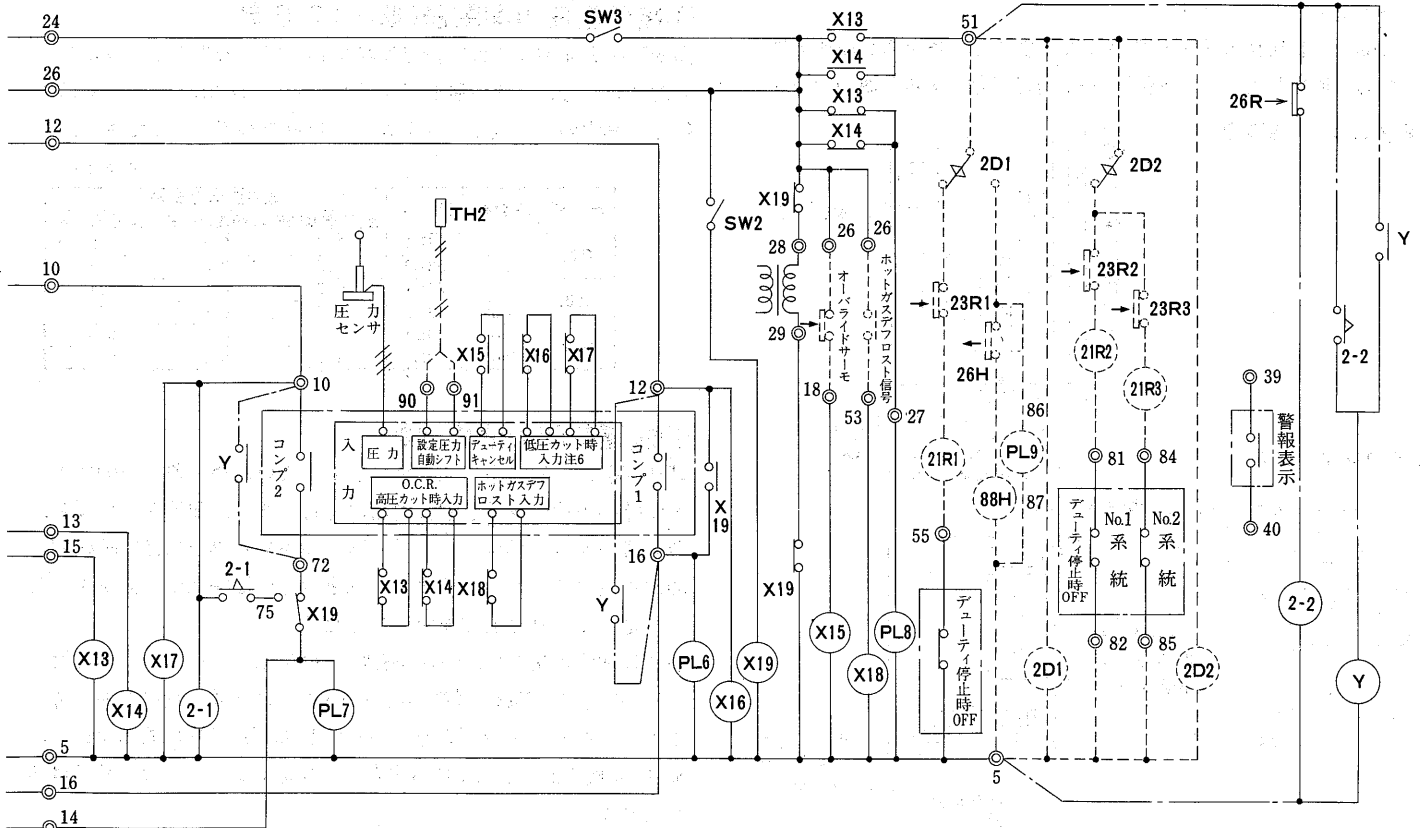 24
SW3
X13
51
X14
26
X13
26R
12
X14
2D1
2D2
TH2
X19
SW2
28
26
26
Y
10
圧力
センサ
オーバライドサーモ
ホットガスデフロスト信号
23R1
23R2
23R3
X15
X16
X17
29
21R2
2-2
26H
21R3
10
90
91
12
18
53
27
39
86
入力
圧力
設定圧力
自動シフト
デューティ
キャンセル
低圧カット時
入力注6
コンプ2
コンプ1
Y
PL9
警報表示
21R1
81
84
O.C.R.
高圧カット時入力
ホットガスデフ
ロスト入力
X19
88H
87
13
15
16
55
40
72
デューティ停止時OFF
No.1系統
No.2系統
2-1
75
X19
X13
X14
X18
Y
X19
デューティ停止時OFF
2-2
X13
X17
X15
PL8
82
85
PL6
X19
X18
2D1
2D2
X14
2-1
PL7
X16
Y
5
5
16
14